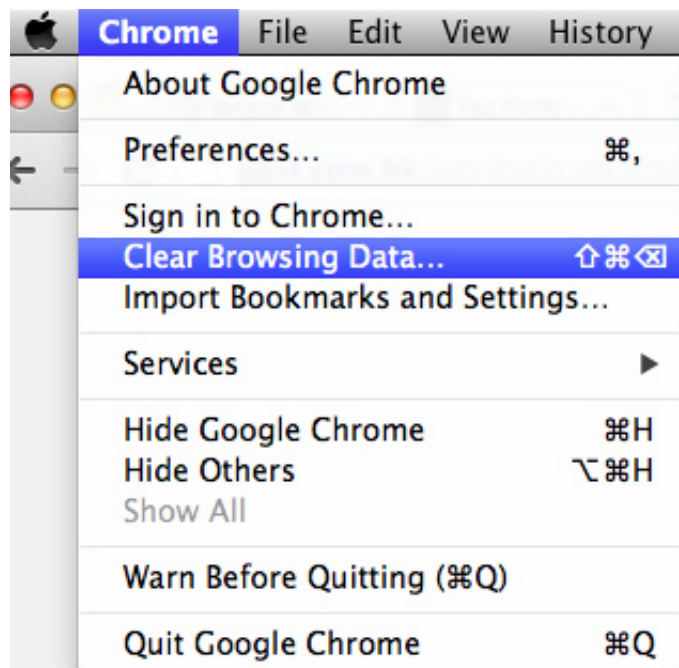 Chrome File Edit View History
About Google Chrome
Preferences... ⌘,
Sign in to Chrome...
Clear Browsing Data... ⇧⌘⌫
Import Bookmarks and Settings...
Services ▶
Hide Google Chrome ⌘H
Hide Others ⌥⌘H
Show All
Warn Before Quitting (⌘Q)
Quit Google Chrome ⌘Q